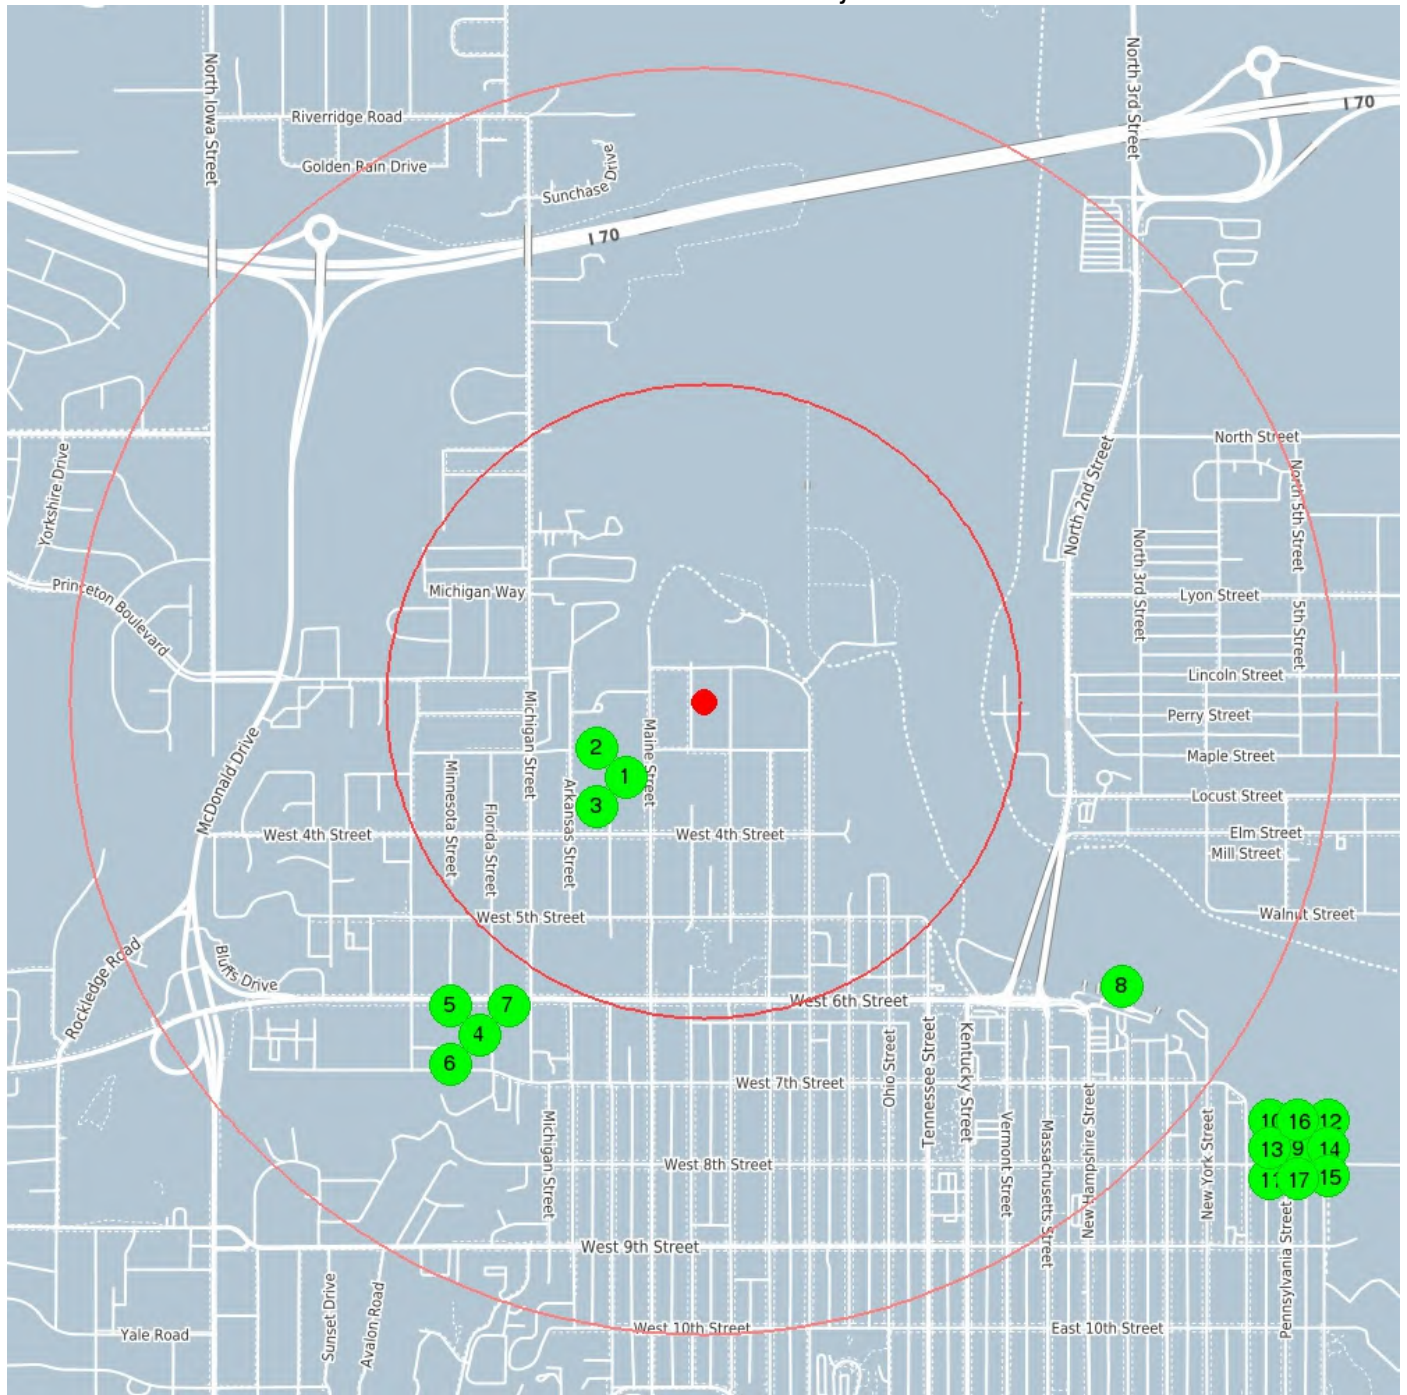 North Iowa Street
North 3rd Street
I 70
Riverridge Road
Golden Rain Drive
Sunchase Drive
I 70
North Street
Yorkshire Drive
North 2nd Street
North 5th Street
North 3rd Street
Princeton Boulevard
Michigan Way
Lyon Street
5th Street
Lincoln Street
Michigan Street
Maine Street
Perry Street
2
Maple Street
McDonald Drive
Minnesota Street
1
Arkansas Street
3
Locust Street
Florida Street
West 4th Street
West 4th Street
Elm Street
Mill Street
West 5th Street
Walnut Street
Rockledge Road
Bluffs Drive
8
5
7
West 6th Street
4
6
Ohio Street
Tennessee Street
Kentucky Street
West 7th Street
Michigan Street
Vermont Street
Massachusetts Street
New Hampshire Street
New York Street
10
16
12
13
9
14
West 8th Street
17
15
Pennsylvania Street
West 9th Street
Sunset Drive
Avalon Road
Yale Road
West 10th Street
East 10th Street